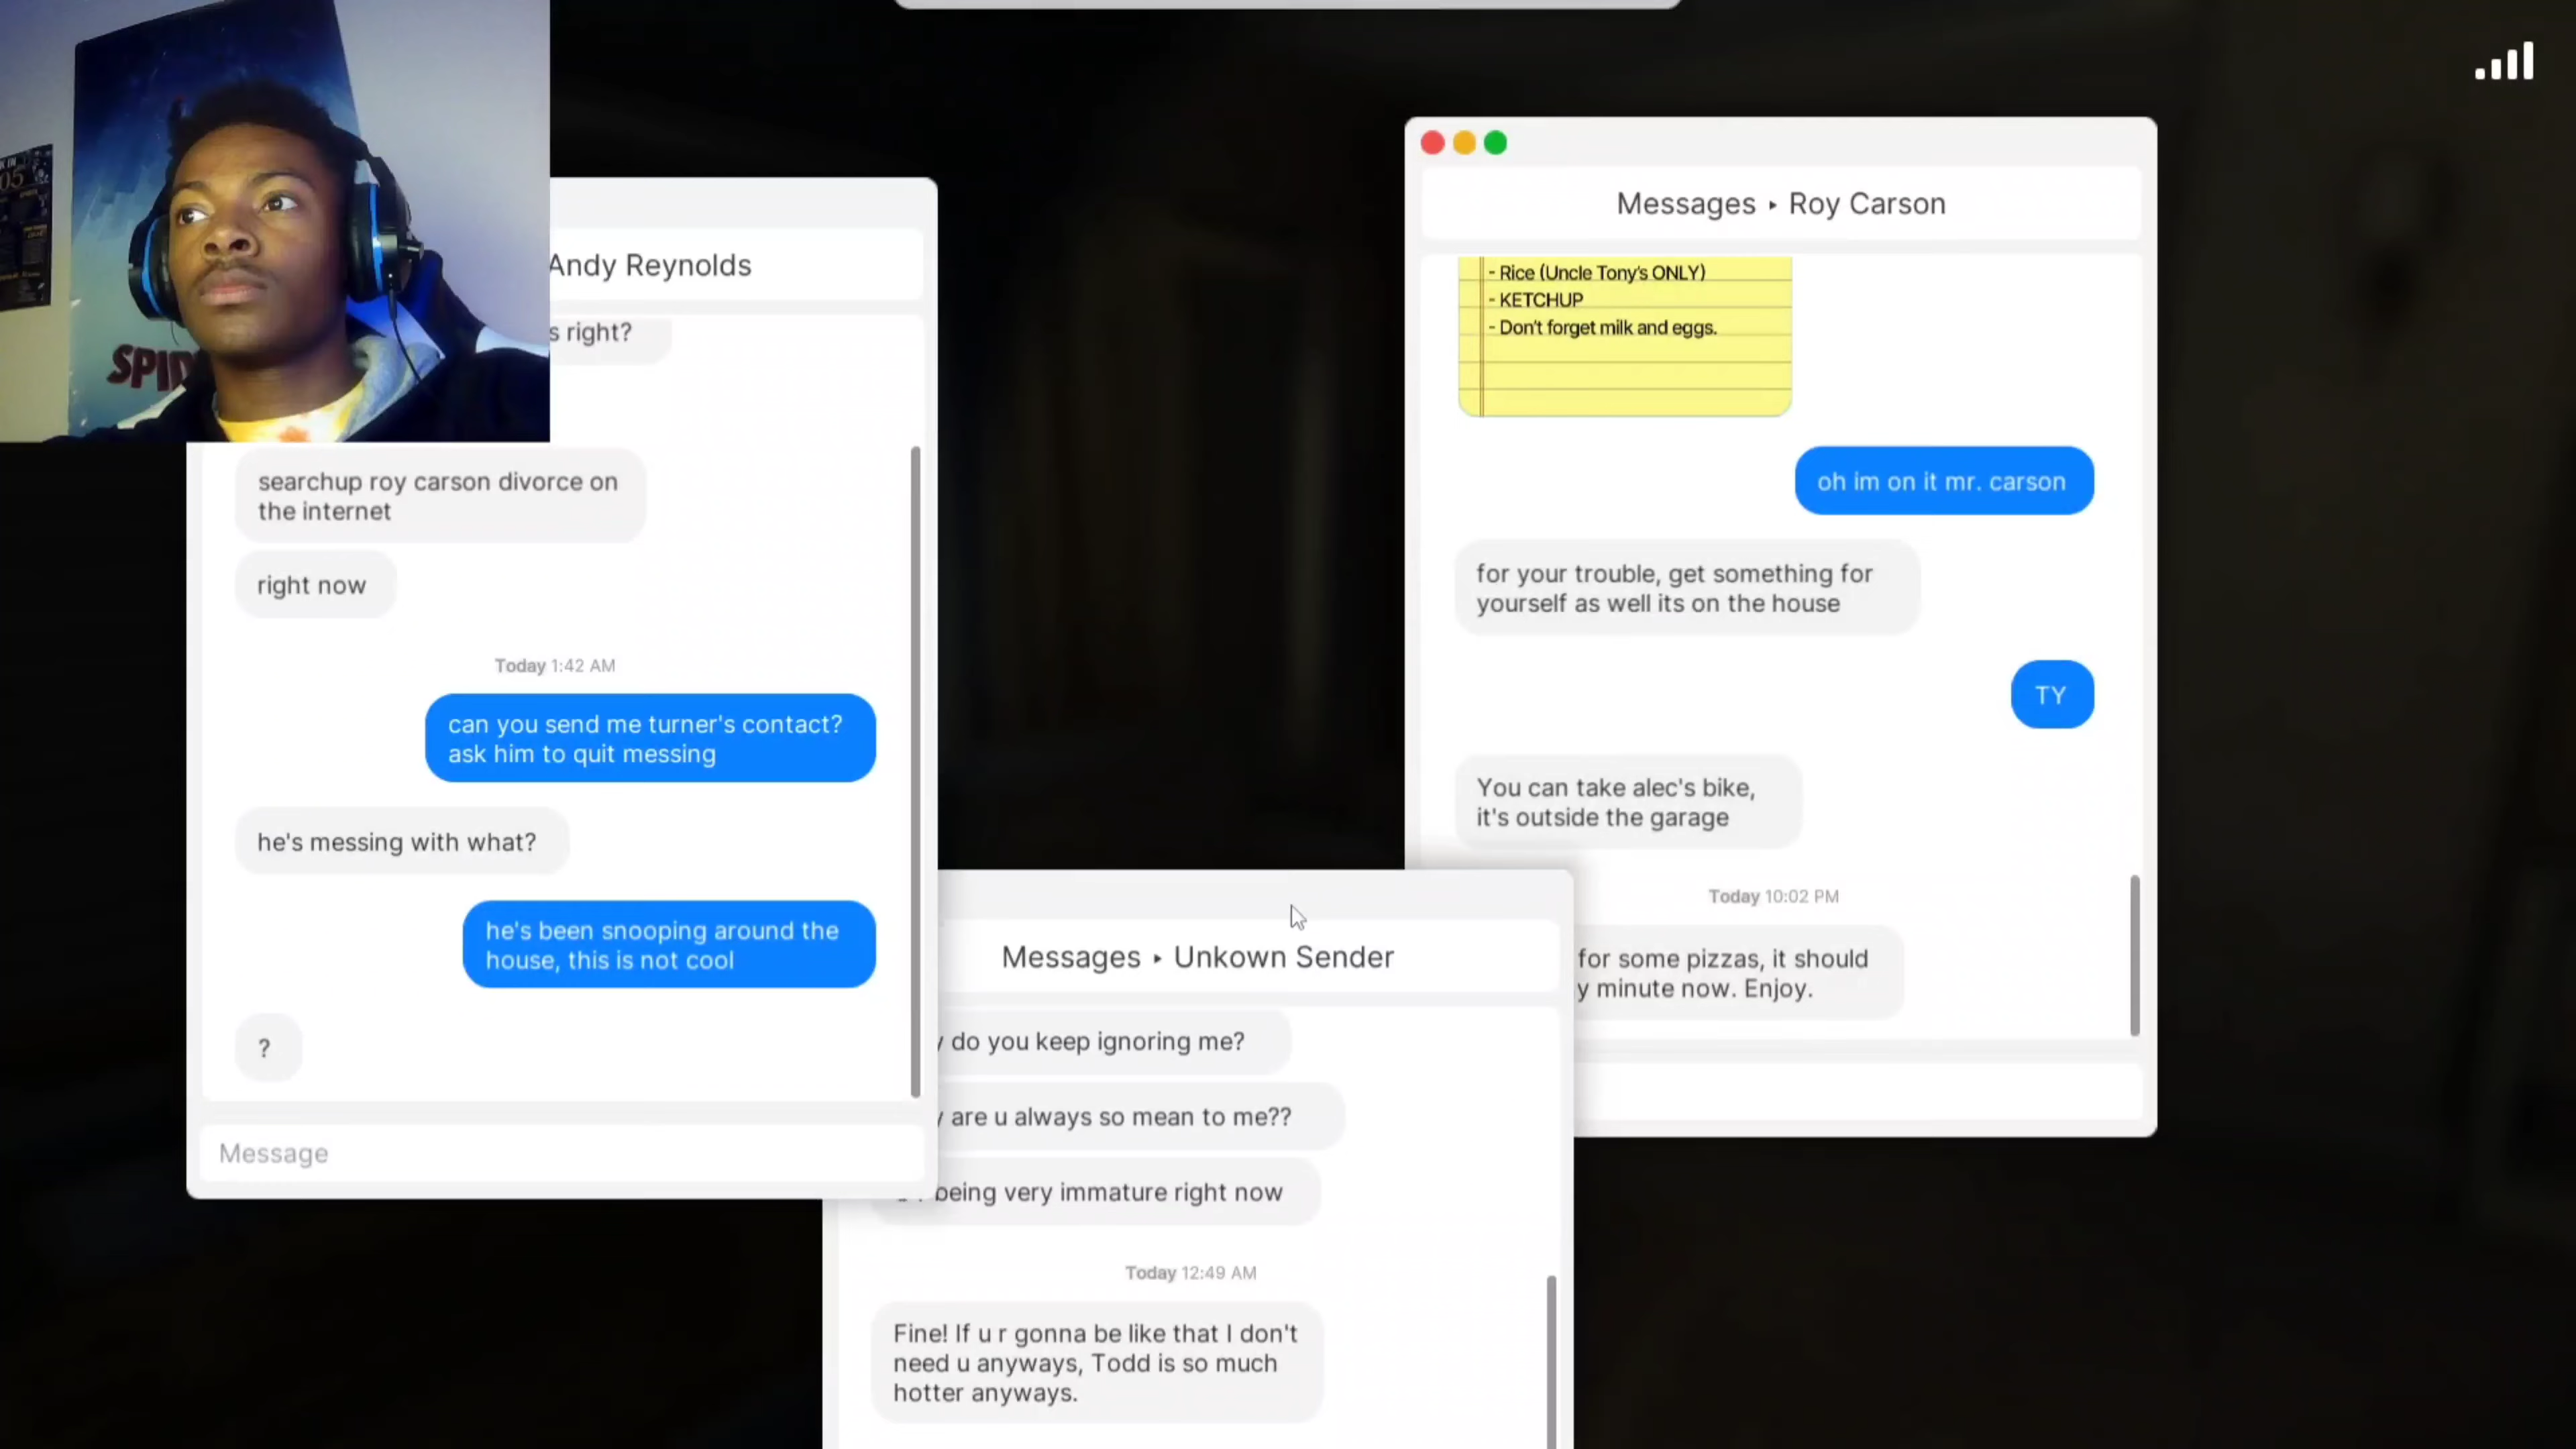 05
SPID
Andy Reynolds
s right?
searchup roy carson divorce on
the internet
right now
Today 1:42 AM
can you send me turner's contact?
ask him to quit messing
he's messing with what?
he's been snooping around the
house, this is not cool
?
Message
Messages ▸ Roy Carson
- Rice (Uncle Tony's ONLY)
- KETCHUP
- Don't forget milk and eggs.
oh im on it mr. carson
for your trouble, get something for
yourself as well its on the house
TY
You can take alec's bike,
it's outside the garage
Today 10:02 PM
for some pizzas, it should
y minute now. Enjoy.
Messages ▸ Unkown Sender
y do you keep ignoring me?
y are u always so mean to me??
being very immature right now
Today 12:49 AM
Fine! If u r gonna be like that I don't
need u anyways, Todd is so much
hotter anyways.